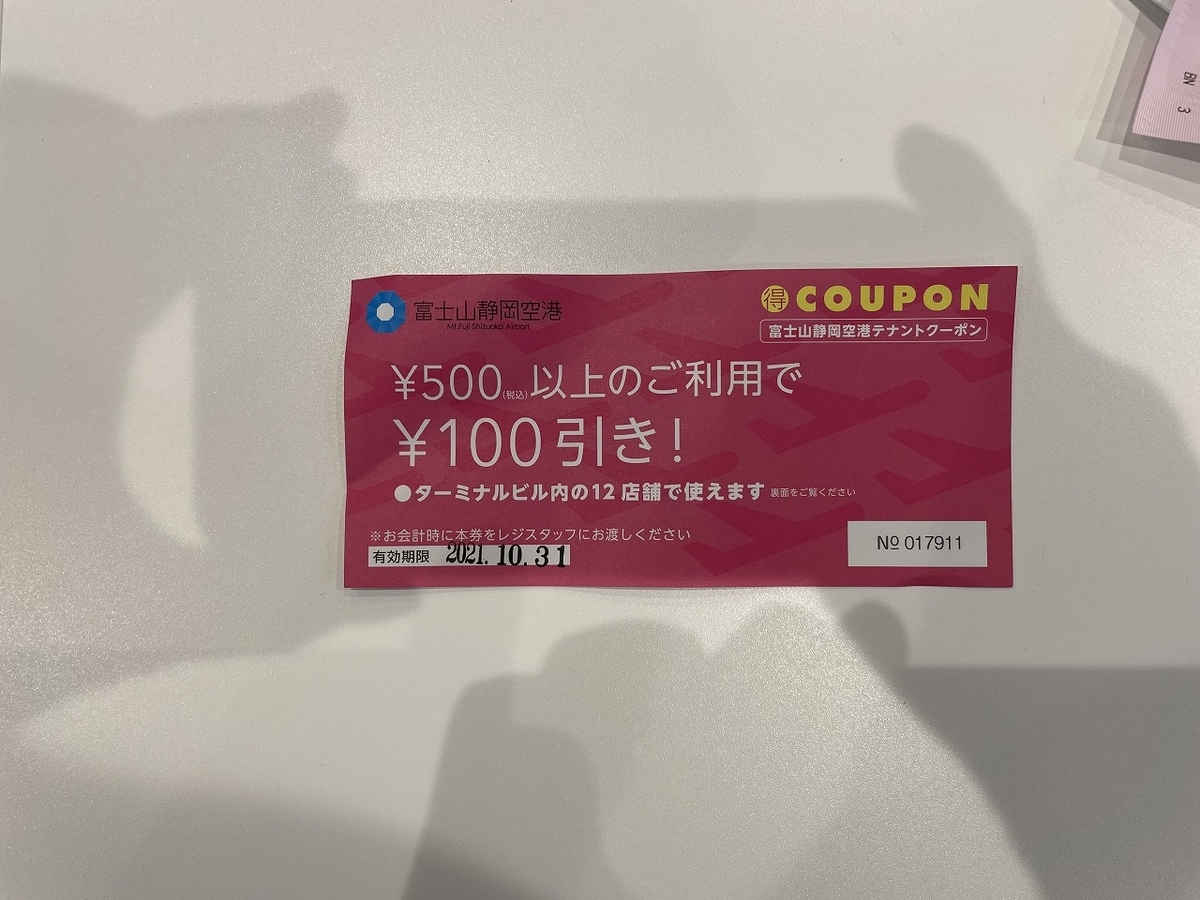 富士山静岡空港
Mt.Fuji Shizuoka Airport
得 COUPON
富士山静岡空港テナントクーポン
¥500(税込)以上のご利用で
¥100引き!
●ターミナルビル内の12店舗で使えます 裏面をご覧ください
※お会計時に本券をレジスタッフにお渡しください
有効期限 2021.10.31
№ 017911
BN 3